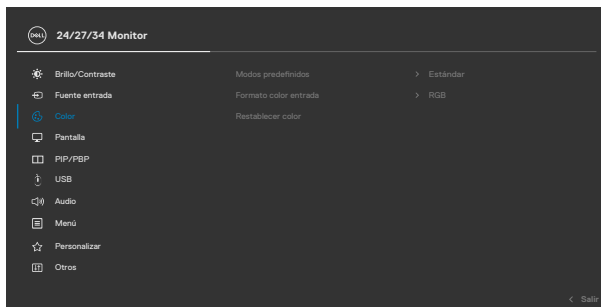 DELL 24/27/34 Monitor
Brillo/Contraste Modos predefinidos > Estándar
Fuente entrada Formato color entrada > RGB
Color Restablecer color
Pantalla
PIP/PBP
USB
Audio
Menú
Personalizar
Otros
< Salir